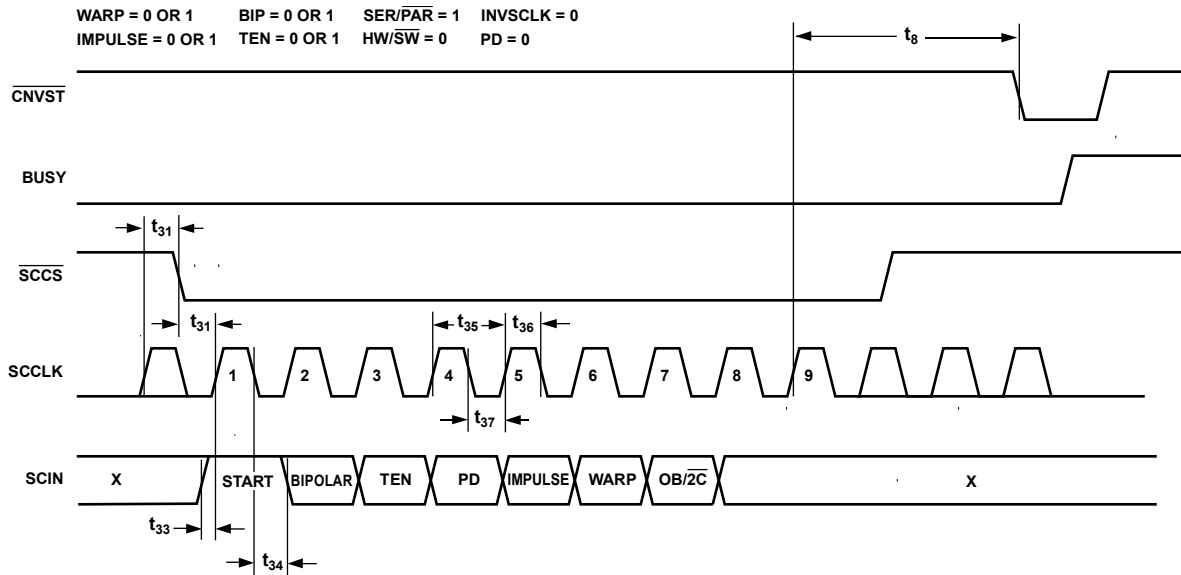 WARP = 0 OR 1 BIP = 0 OR 1 SER/PAR = 1 INVSCLK = 0
IMPULSE = 0 OR 1 TEN = 0 OR 1 HW/SW = 0 PD = 0
t8
CNVST
BUSY
t31
SCCS
t31
t35
t36
SCCLK
1 2 3 4 5 6 7 8 9
t37
SCIN
X START BIPOLAR TEN PD IMPULSE WARP OB/2C X
t33
t34